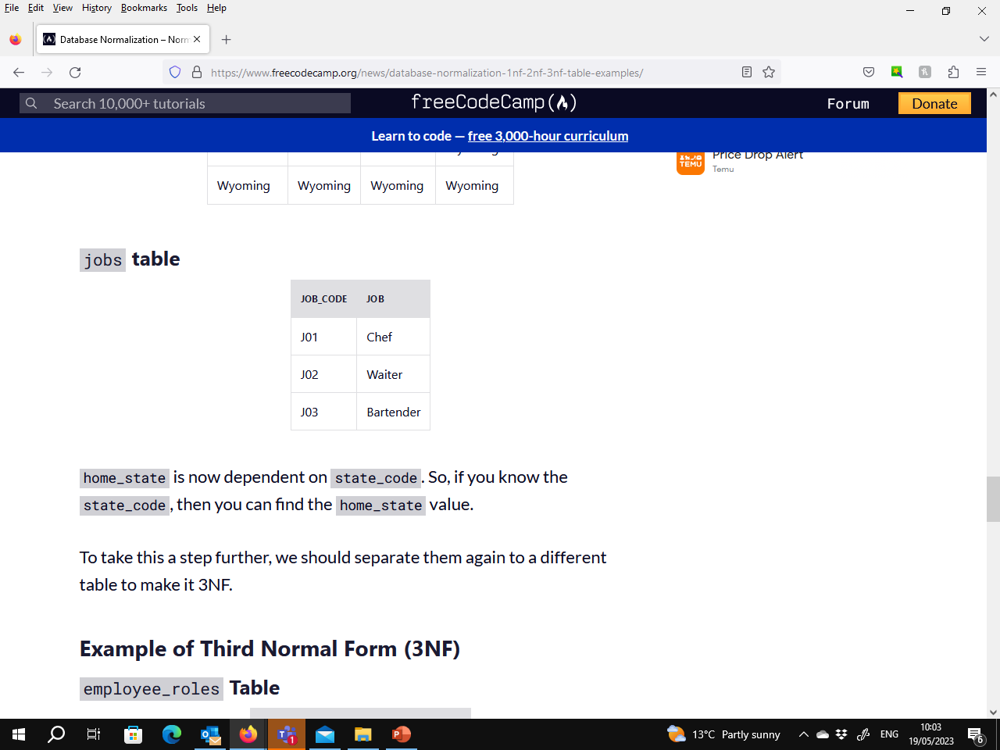 File Edit View History Bookmarks Tools Help
Database Normalization – Norm
https://www.freecodecamp.org/news/database-normalization-1nf-2nf-3nf-table-examples/
Search 10,000+ tutorials
freeCodeCamp
Forum
Donate
Learn to code — free 3,000-hour curriculum
Price Drop Alert
TEMU
Temu
Wyoming Wyoming Wyoming Wyoming
jobs table
JOB_CODE JOB
J01 Chef
J02 Waiter
J03 Bartender
home_state is now dependent on state_code. So, if you know the
state_code, then you can find the home_state value.
To take this a step further, we should separate them again to a different
table to make it 3NF.
Example of Third Normal Form (3NF)
employee_roles Table
1
13°C Partly sunny
ENG
10:03
19/05/2023
6